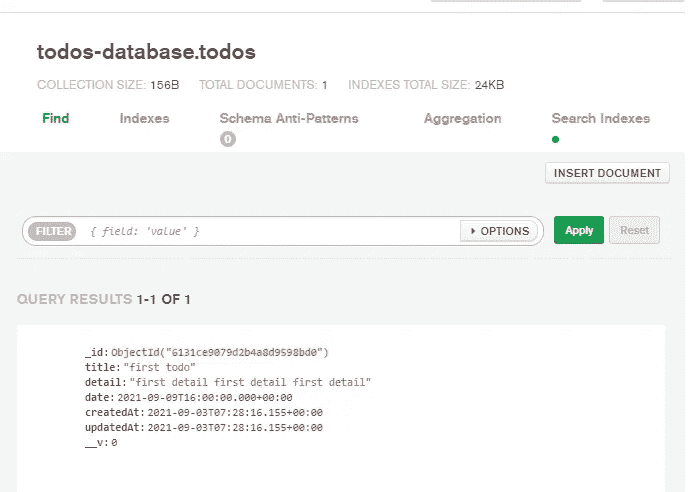 todos-database.todos
COLLECTION SIZE: 156B TOTAL DOCUMENTS: 1 INDEXES TOTAL SIZE: 24KB
Find Indexes Schema Anti-Patterns Aggregation Search Indexes
0
INSERT DOCUMENT
FILTER { field: 'value' } OPTIONS Apply Reset
QUERY RESULTS 1-1 OF 1
_id: ObjectId("6131ce9079d2b4a8d9598bd0")
title: "first todo"
detail: "first detail first detail first detail"
date: 2021-09-09T16:00:00.000+00:00
createdAt: 2021-09-03T07:28:16.155+00:00
updatedAt: 2021-09-03T07:28:16.155+00:00
__v: 0